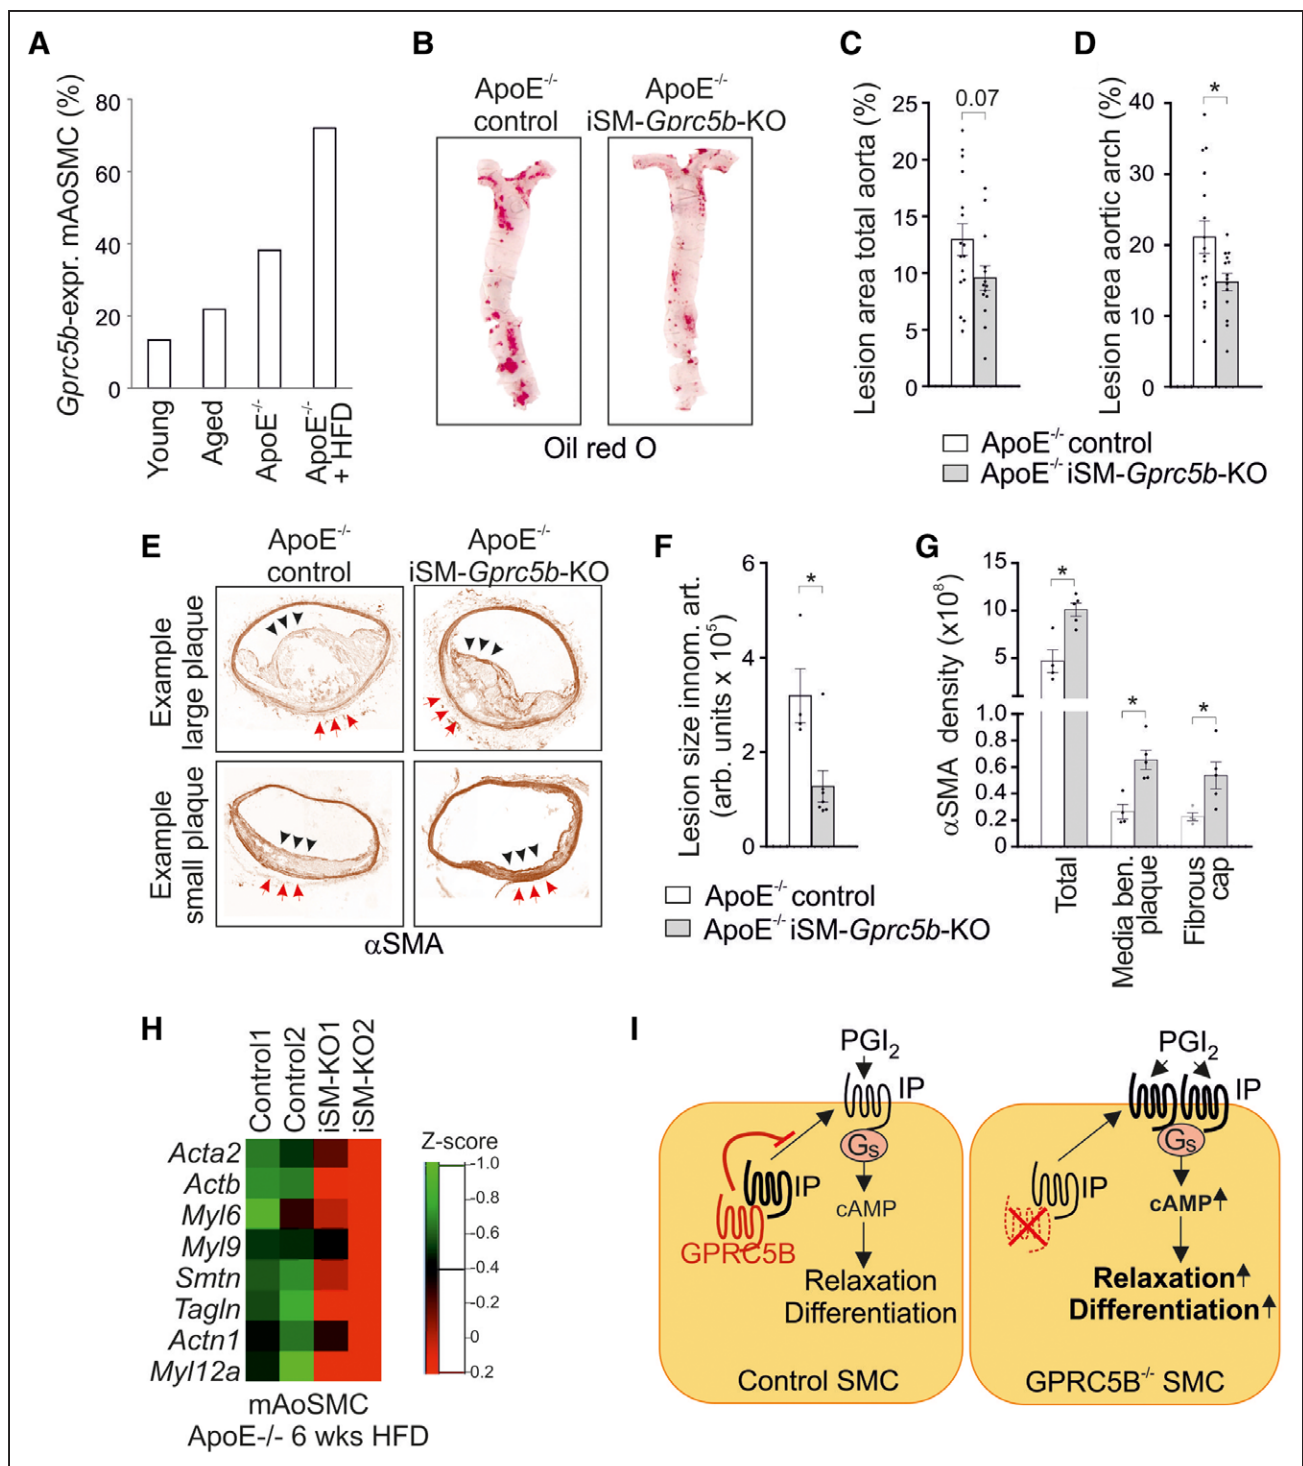 A
Gprc5b-expr. mAoSMC (%)
80
60
40
20
0
Young
Aged
ApoE-/-
ApoE-/-
+ HFD
B
ApoE-/-
control
ApoE-/-
iSM-Gprc5b-KO
Oil red O
C
Lesion area total aorta (%)
25
20
15
10
5
0
0.07
D
Lesion area aortic arch (%)
40
30
20
10
0
*
ApoE-/- control
ApoE-/- iSM-Gprc5b-KO
E
ApoE-/-
control
ApoE-/-
iSM-Gprc5b-KO
Example
large plaque
Example
small plaque
αSMA
F
Lesion size innom. art.
(arb. units x 10⁵)
6
4
2
0
*
ApoE-/- control
ApoE-/- iSM-Gprc5b-KO
G
αSMA density (x10⁸)
15
10
5
1.0
0.8
0.6
0.4
0.2
0
*
*
*
Total
Media ben.
plaque
Fibrous
cap
H
Control1
Control2
iSM-KO1
iSM-KO2
Acta2
Actb
Myl6
Myl9
Smtn
Tagln
Actn1
Myl12a
mAoSMC
ApoE-/- 6 wks HFD
Z-score
-1.0
-0.8
-0.6
-0.4
-0.2
0
0.2
I
PGI₂
IP
Gs
IP
cAMP
GPRC5B
Relaxation
Differentiation
Control SMC
PGI₂
IP
Gs
IP
cAMP
Relaxation
Differentiation
GPRC5B-/- SMC